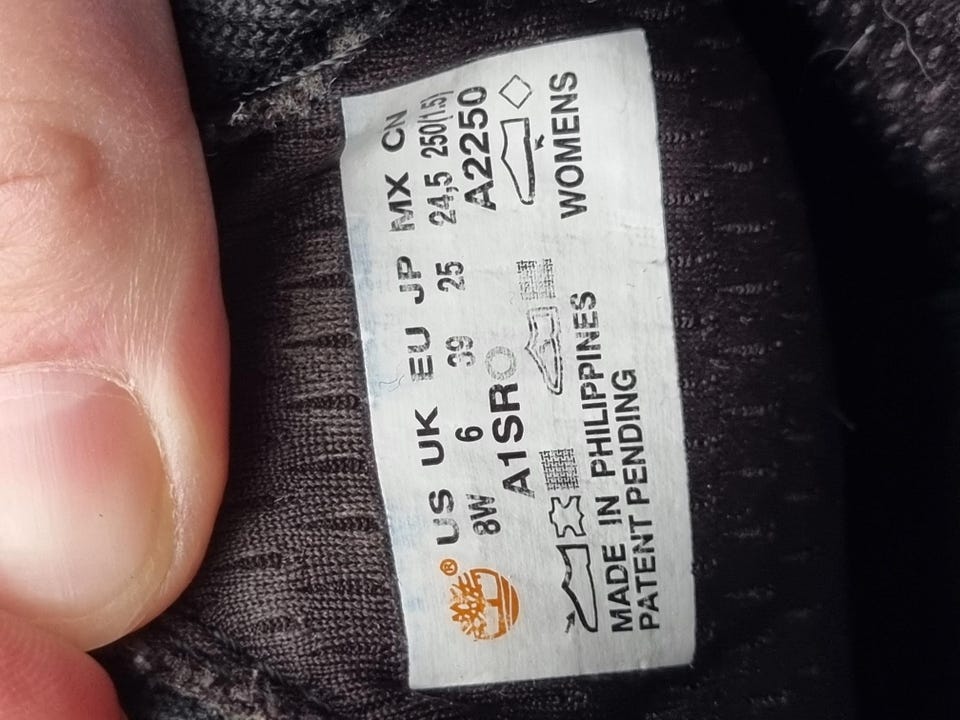 ® US UK EU JP MX CN
8W 6 39 25 24,5 250(1.5)
A1SRO A2250
WOMENS
MADE IN PHILIPPINES
PATENT PENDING